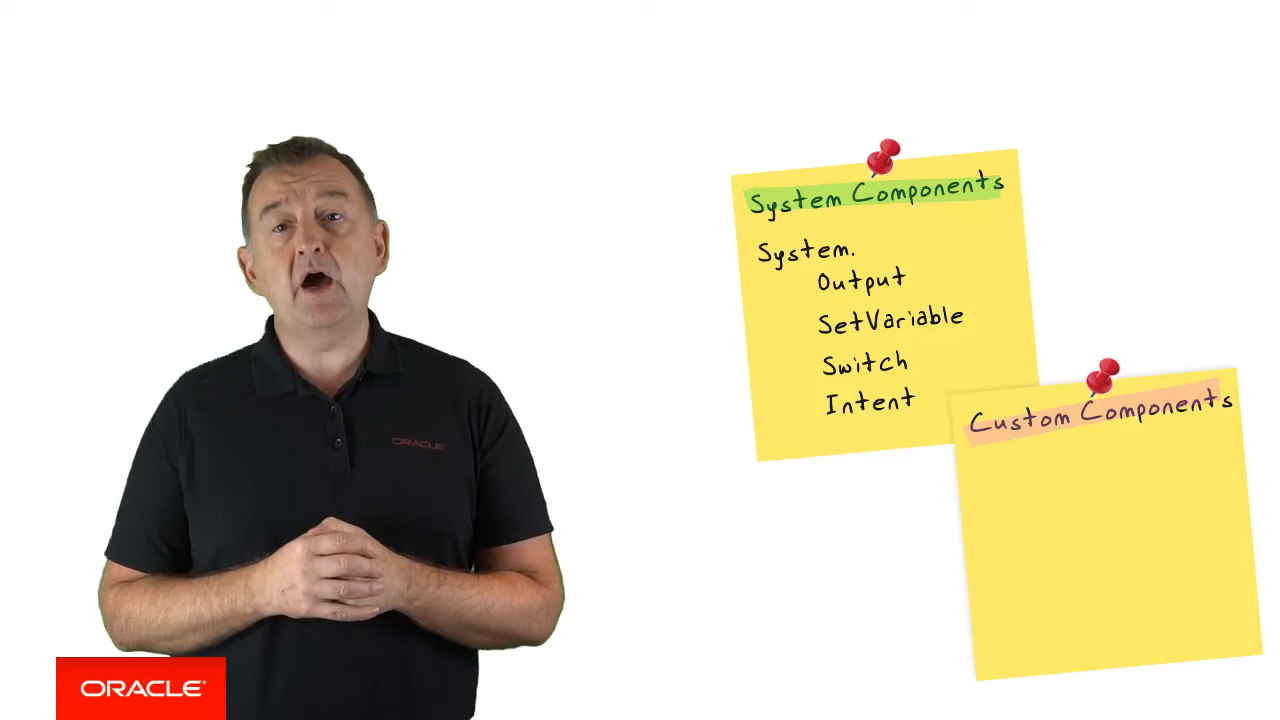 System Components
System.
Output
SetVariable
Switch
Intent
Custom Components
ORACLE
ORACLE®